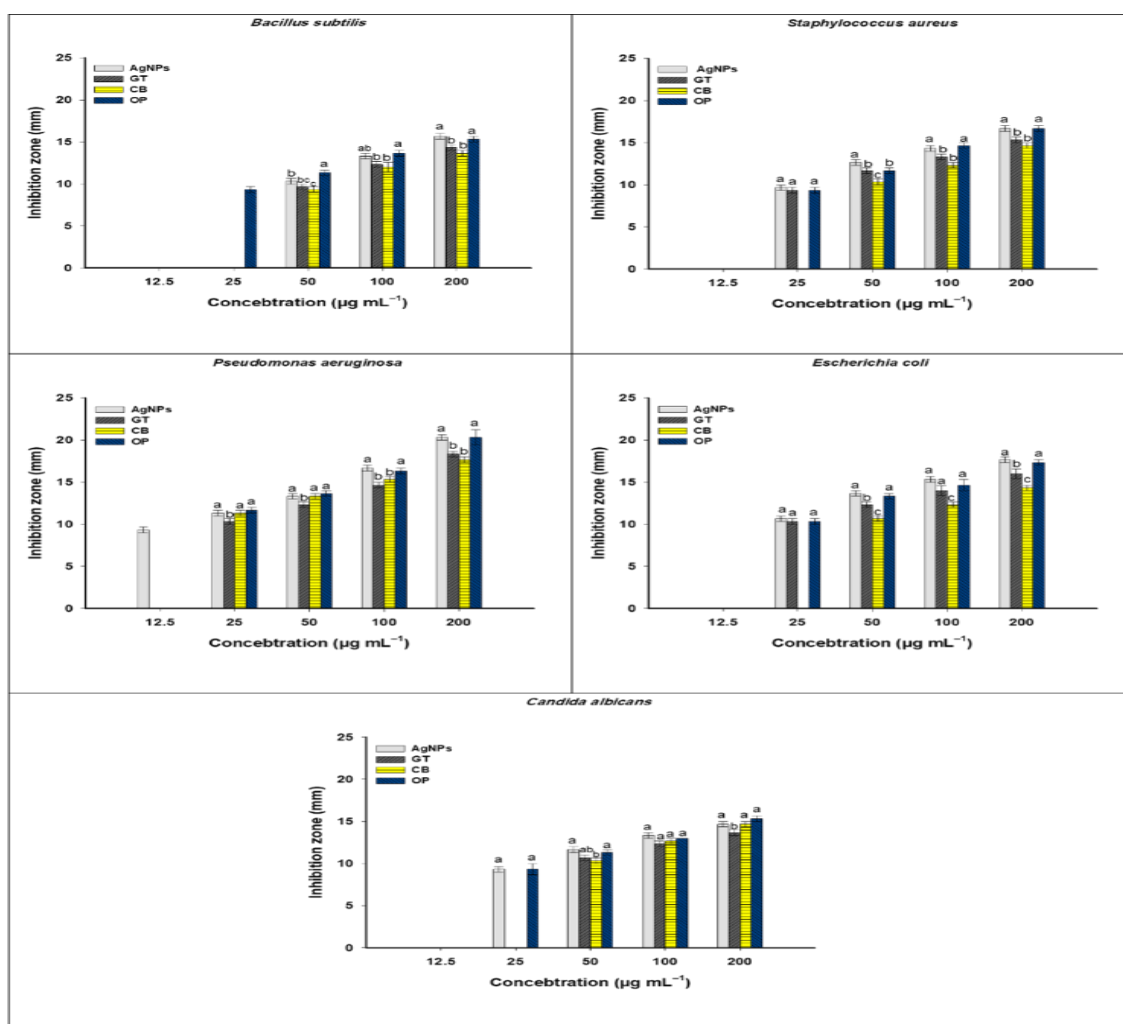 Bacillus subtilis
25
20
15
10
5
0
Inhibition zone (mm)
AgNPs
GT
CB
OP
b bc c a
ab b b a
a b b a
12.5 25 50 100 200
Concebtration (µg mL⁻¹)
Staphylococcus aureus
25
20
15
10
5
0
Inhibition zone (mm)
AgNPs
GT
CB
OP
a a a
a b c b
a b c a
a b b a
12.5 25 50 100 200
Concebtration (µg mL⁻¹)
Pseudomonas aeruginosa
25
20
15
10
5
0
Inhibition zone (mm)
AgNPs
GT
CB
OP
a b a a
a b a a
a b b a
a b b a
12.5 25 50 100 200
Concebtration (µg mL⁻¹)
Escherichia coli
25
20
15
10
5
0
Inhibition zone (mm)
AgNPs
GT
CB
OP
a a a
a b c a
a a c a
a b c a
12.5 25 50 100 200
Concebtration (µg mL⁻¹)
Candida albicans
25
20
15
10
5
0
Inhibition zone (mm)
AgNPs
GT
CB
OP
a a
a ab b a
a a a a
a b a a
12.5 25 50 100 200
Concebtration (µg mL⁻¹)